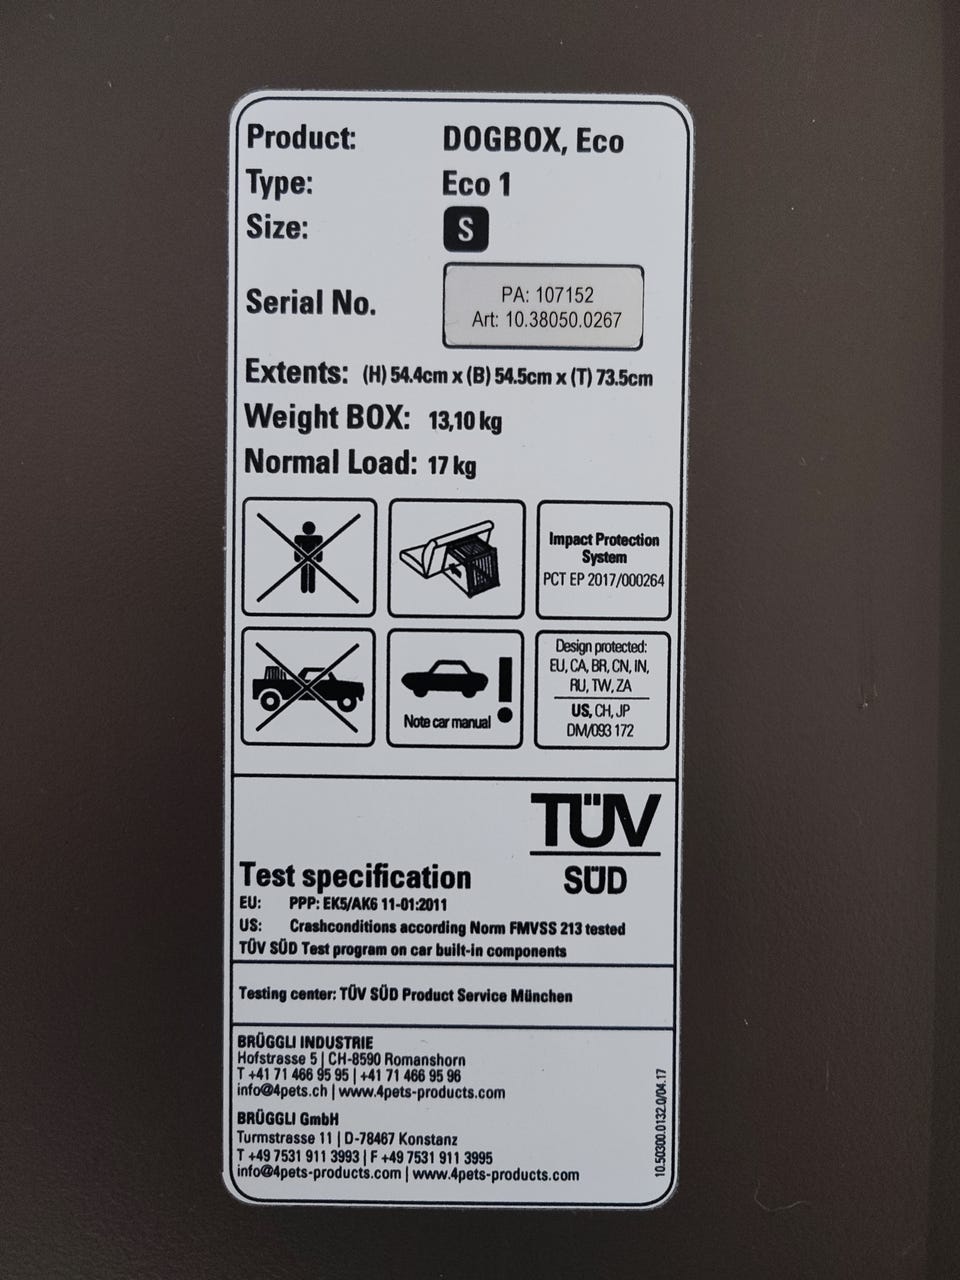 Product: DOGBOX, Eco
Type: Eco 1
Size: S
Serial No.
PA: 107152
Art: 10.38050.0267
Extents: (H) 54.4cm x (B) 54.5cm x (T) 73.5cm
Weight BOX: 13,10 kg
Normal Load: 17 kg
Impact Protection
System
PCT EP 2017/000264
Note car manual !
Design protected:
EU, CA, BR, CN, IN,
RU, TW, ZA
US, CH, JP
DM/093 172
TÜV
SÜD
Test specification
EU: PPP: EK5/AK6 11-01:2011
US: Crashconditions according Norm FMVSS 213 tested
TÜV SÜD Test program on car built-in components
Testing center: TÜV SÜD Product Service München
BRÜGGLI INDUSTRIE
Hofstrasse 5 | CH-8590 Romanshorn
T +41 71 466 95 95 | +41 71 466 95 96
info@4pets.ch | www.4pets-products.com
BRÜGGLI GmbH
Turmstrasse 11 | D-78467 Konstanz
T +49 7531 911 3993 | F +49 7531 911 3995
info@4pets-products.com | www.4pets-products.com
10.50300.0132.0/04.17